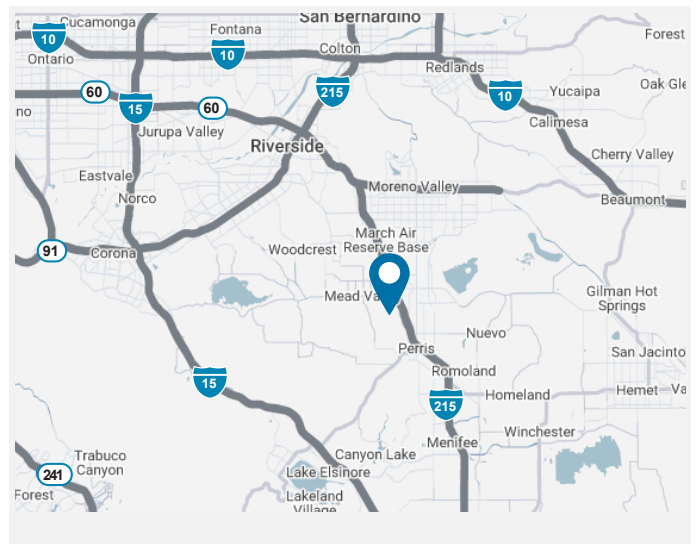 San Bernardino
Cucamonga
Fontana
Forest
10
Ontario
10
Colton
Redlands
60
15
60
215
10
Yucaipa
Oak Gle
no
Calimesa
Jurupa Valley
Riverside
Cherry Valley
Eastvale
Moreno Valley
Norco
Beaumont
March Air
Reserve Base
91
Corona
Woodcrest
Mead Va
Gilman Hot
Springs
Nuevo
Perris
San Jacinto
15
Romoland
215
Homeland
Hemet
Va
Menifee
Winchester
Trabuco
Canyon
Canyon Lake
241
Lake Elsinore
Forest
Lakeland
Village